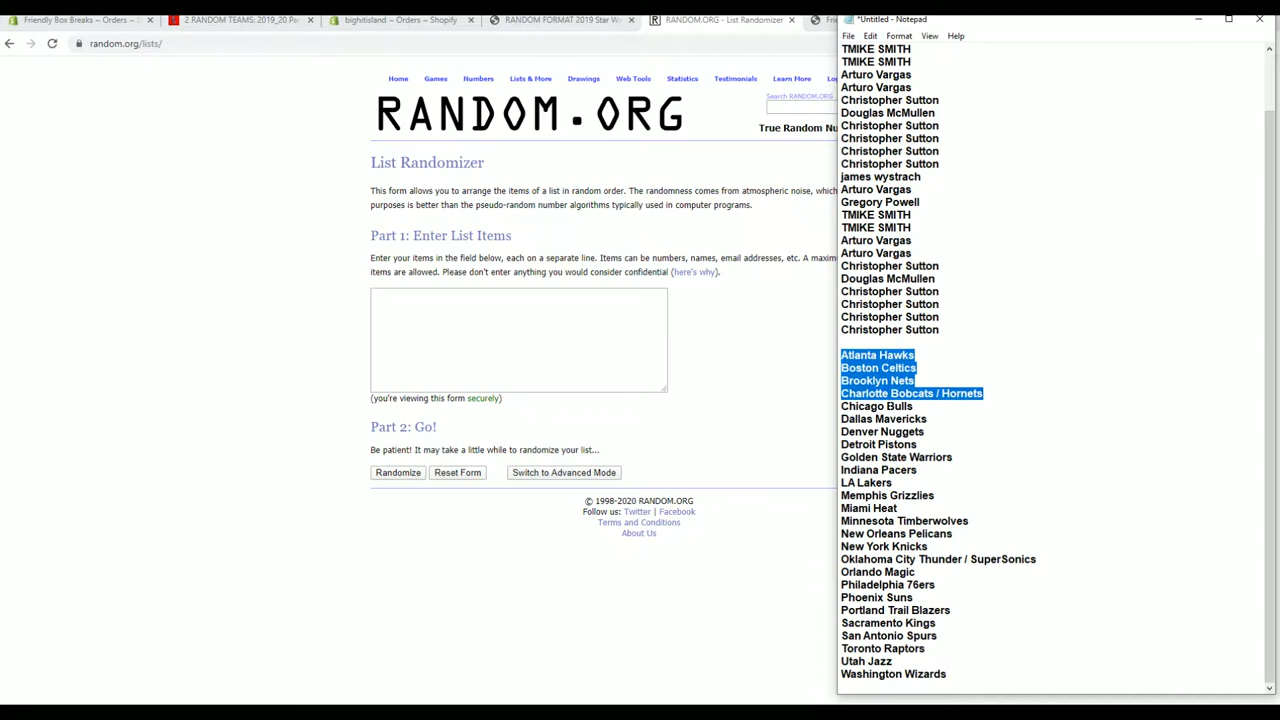 Friendly Box Breaks ~ Orders ~ S
2 RANDOM TEAMS: 2019_20 Pa
bighitisland ~ Orders ~ Shopify
RANDOM FORMAT 2019 Star W
RANDOM.ORG - List Randomizer
Frie
*Untitled - Notepad
random.org/lists/
File Edit Format View Help
Home Games Numbers Lists & More Drawings Web Tools Statistics Testimonials Learn More Lo
Search RANDOM.ORG
RANDOM.ORG
True Random Nu
List Randomizer
This form allows you to arrange the items of a list in random order. The randomness comes from atmospheric noise, which
purposes is better than the pseudo-random number algorithms typically used in computer programs.
Part 1: Enter List Items
Enter your items in the field below, each on a separate line. Items can be numbers, names, email addresses, etc. A maxim
items are allowed. Please don't enter anything you would consider confidential (here's why).
(you're viewing this form securely)
Part 2: Go!
Be patient! It may take a little while to randomize your list...
Randomize Reset Form Switch to Advanced Mode
© 1998-2020 RANDOM.ORG
Follow us: Twitter | Facebook
Terms and Conditions
About Us
TMIKE SMITH
TMIKE SMITH
Arturo Vargas
Arturo Vargas
Christopher Sutton
Douglas McMullen
Christopher Sutton
Christopher Sutton
Christopher Sutton
Christopher Sutton
james wystrach
Arturo Vargas
Gregory Powell
TMIKE SMITH
TMIKE SMITH
Arturo Vargas
Arturo Vargas
Christopher Sutton
Douglas McMullen
Christopher Sutton
Christopher Sutton
Christopher Sutton
Christopher Sutton
Atlanta Hawks
Boston Celtics
Brooklyn Nets
Charlotte Bobcats / Hornets
Chicago Bulls
Dallas Mavericks
Denver Nuggets
Detroit Pistons
Golden State Warriors
Indiana Pacers
LA Lakers
Memphis Grizzlies
Miami Heat
Minnesota Timberwolves
New Orleans Pelicans
New York Knicks
Oklahoma City Thunder / SuperSonics
Orlando Magic
Philadelphia 76ers
Phoenix Suns
Portland Trail Blazers
Sacramento Kings
San Antonio Spurs
Toronto Raptors
Utah Jazz
Washington Wizards